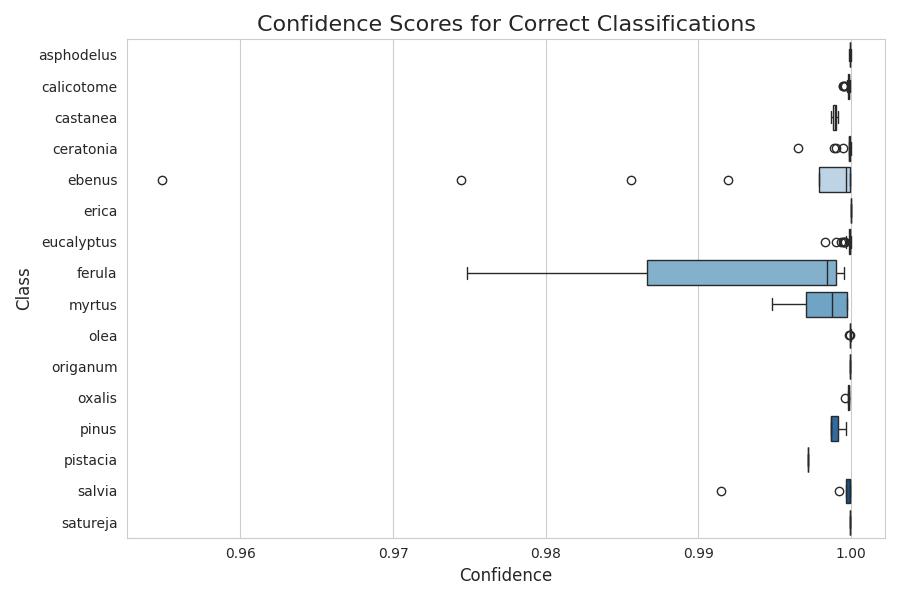 Confidence Scores for Correct Classifications
Class
asphodelus
calicotome
castanea
ceratonia
ebenus
erica
eucalyptus
ferula
myrtus
olea
origanum
oxalis
pinus
pistacia
salvia
satureja
0.96 0.97 0.98 0.99 1.00
Confidence